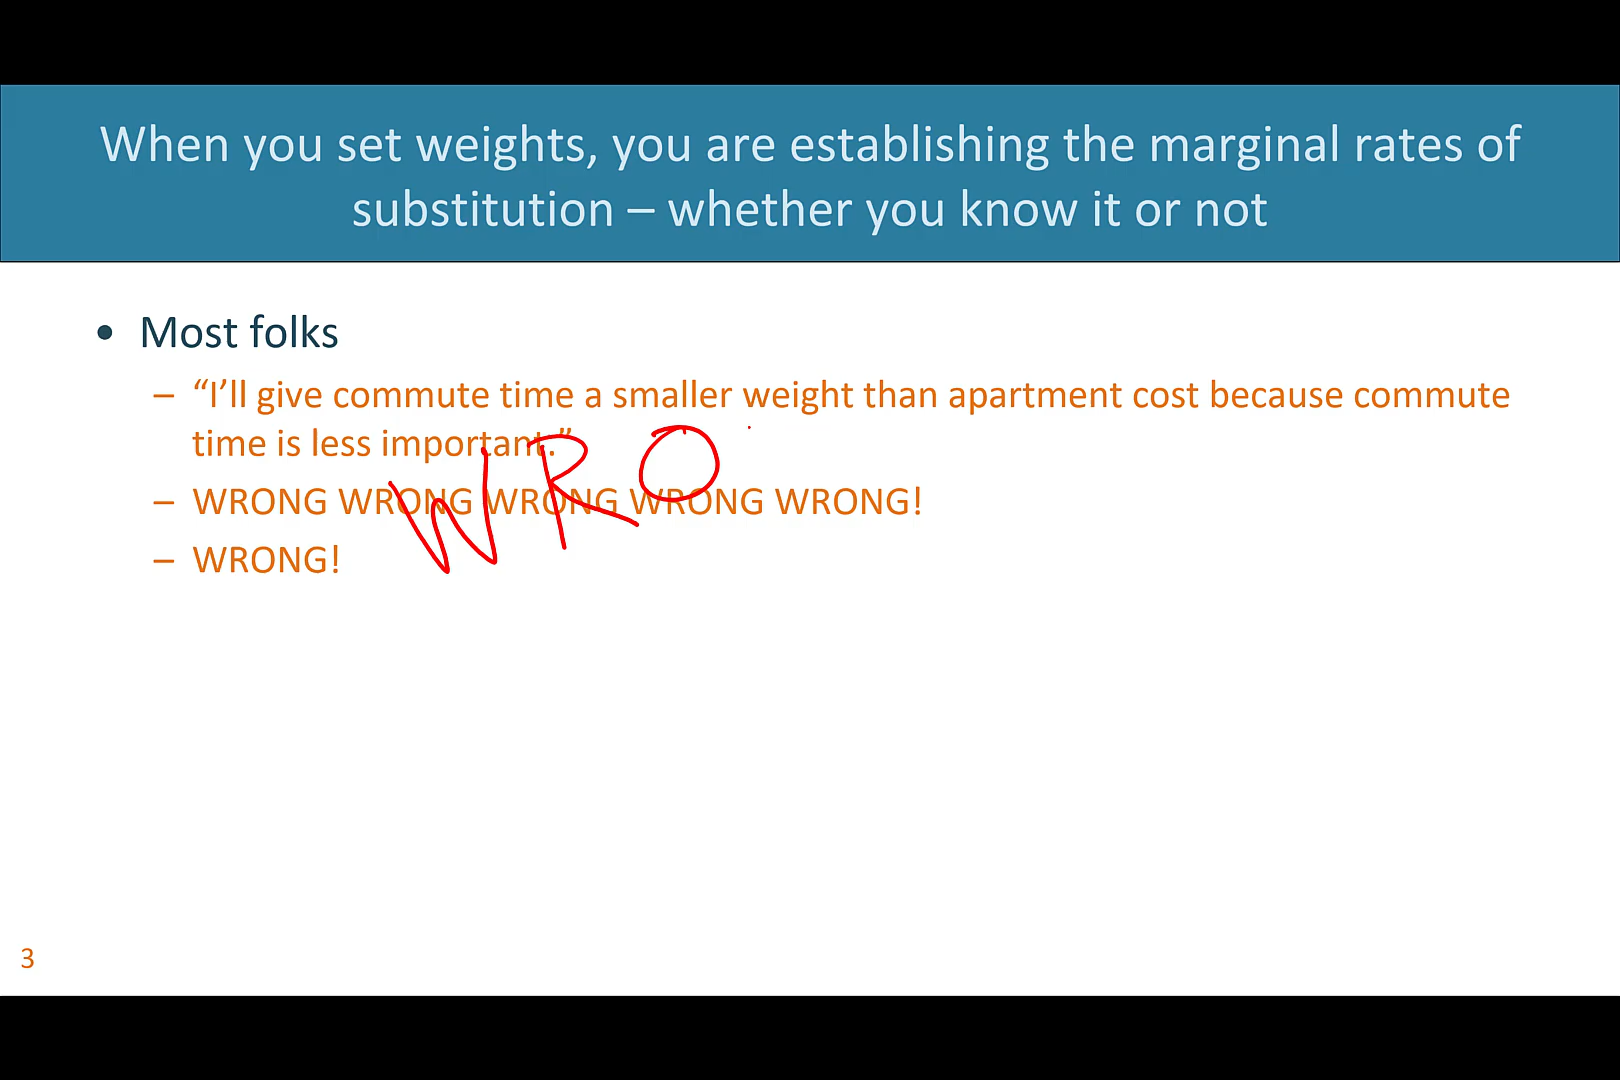 When you set weights, you are establishing the marginal rates of
substitution – whether you know it or not
• Most folks
– “I’ll give commute time a smaller weight than apartment cost because commute
time is less important.”
– WRONG WRONG WRONG WRONG WRONG!
– WRONG!
WRO
3